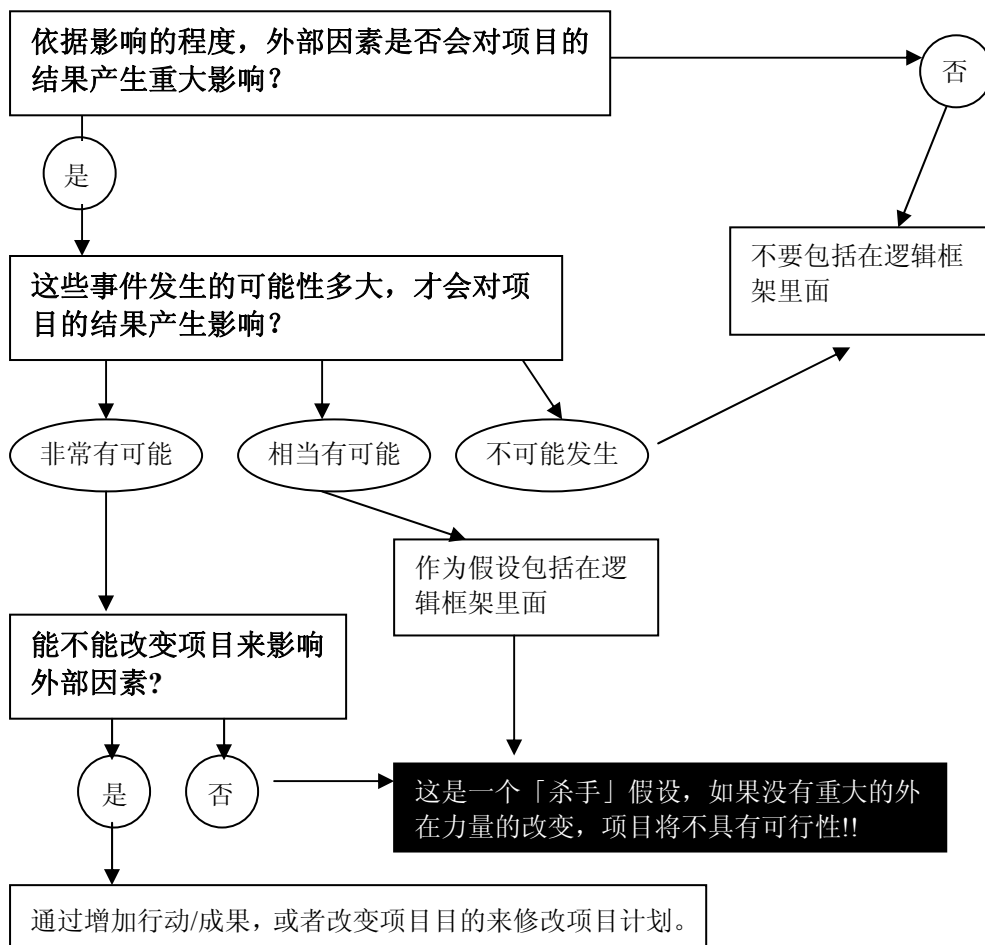 依据影响的程度，外部因素是否会对项目的
结果产生重大影响？
否
是
不要包括在逻辑框
架里面
这些事件发生的可能性多大，才会对项
目的结果产生影响？
非常有可能
相当有可能
不可能发生
作为假设包括在逻
辑框架里面
能不能改变项目来影响
外部因素?
是
否
这是一个「杀手」假设，如果没有重大的外
在力量的改变，项目将不具有可行性!!
通过增加行动/成果，或者改变项目目的来修改项目计划。